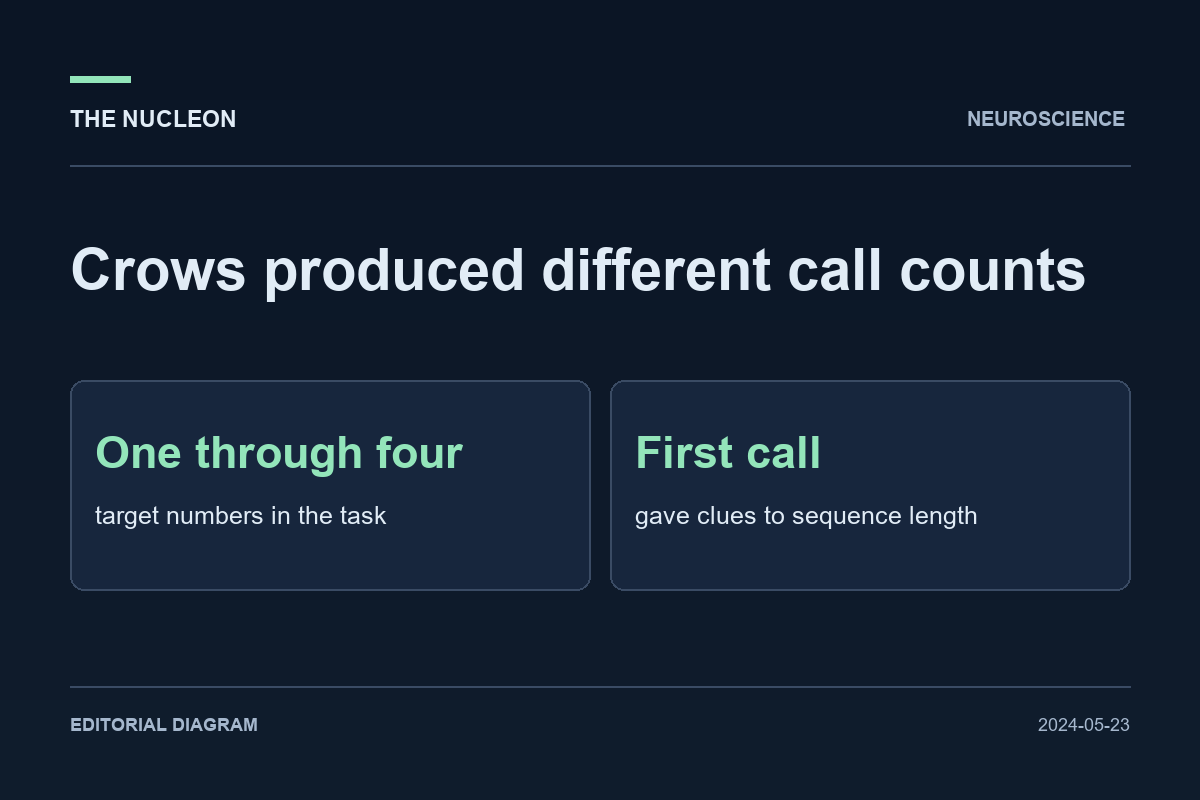 THE NUCLEON
NEUROSCIENCE
Crows produced different call counts
One through four
target numbers in the task
First call
gave clues to sequence length
EDITORIAL DIAGRAM
2024-05-23